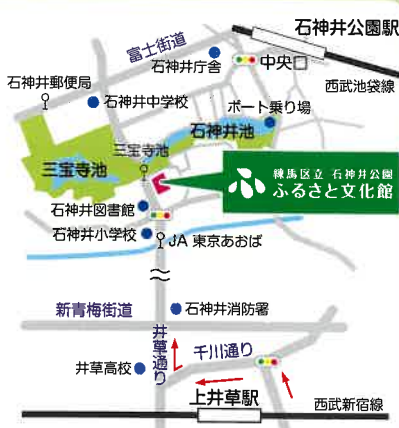 石神井公園駅
富士街道
石神井庁舎
中央口
西武池袋線
石神井郵便局
石神井中学校
ボート乗り場
石神井池
三宝寺池
三宝寺池
練馬区立 石神井公園
ふるさと文化館
石神井図書館
石神井小学校
JA 東京あおば
新青梅街道
石神井消防署
井草通り
千川通り
井草高校
上井草駅
西武新宿線